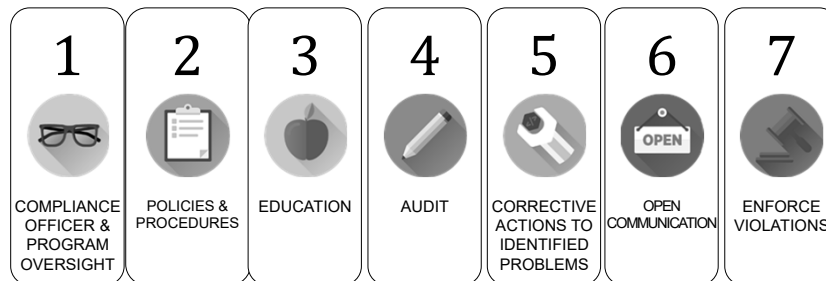 1
COMPLIANCE
OFFICER &
PROGRAM
OVERSIGHT
2
POLICIES &
PROCEDURES
3
EDUCATION
4
AUDIT
5
CORRECTIVE
ACTIONS TO
IDENTIFIED
PROBLEMS
6
OPEN
OPEN
COMMUNICATION
7
ENFORCE
VIOLATIONS